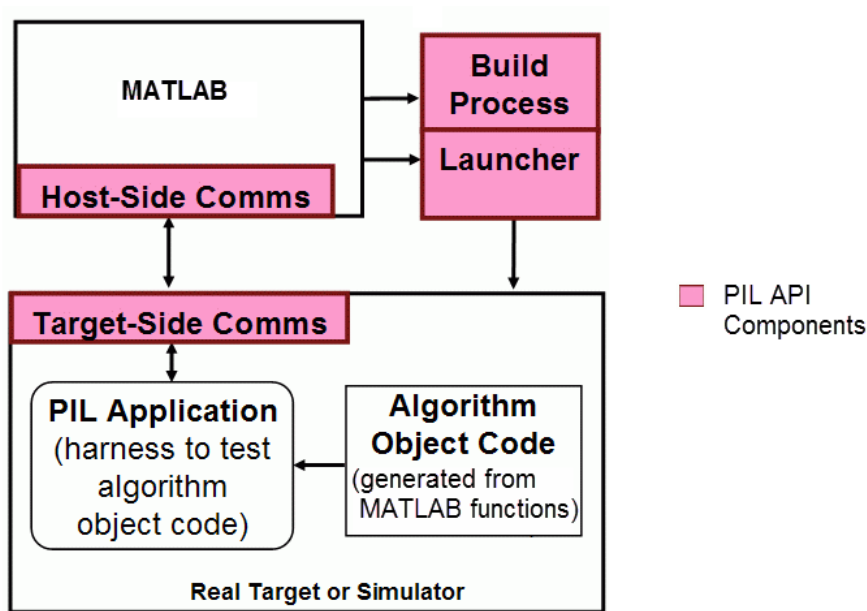 MATLAB
Build
Process
Launcher
Host-Side Comms
Target-Side Comms
PIL Application
(harness to test
algorithm
object code)
Algorithm
Object Code
(generated from
MATLAB functions)
Real Target or Simulator
PIL API
Components